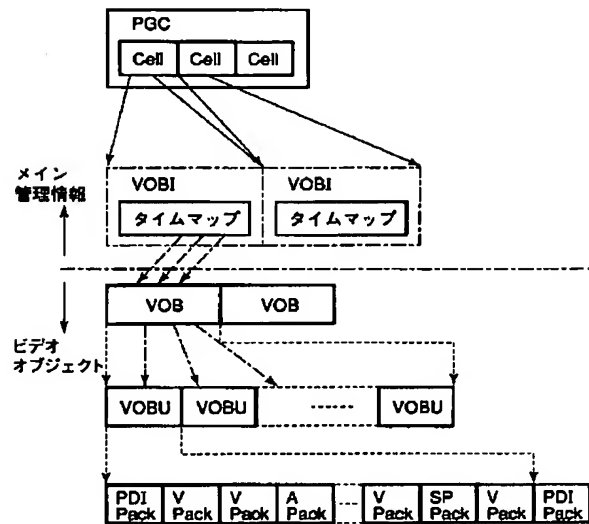 PGC
Cell Cell Cell
メイン
管理情報
VOBI VOBI
タイムマップ タイムマップ
VOB VOB
ビデオ
オブジェクト
VOBU VOBU ...... VOBU
PDI Pack V Pack V Pack A Pack ... V Pack SP Pack V Pack PDI Pack